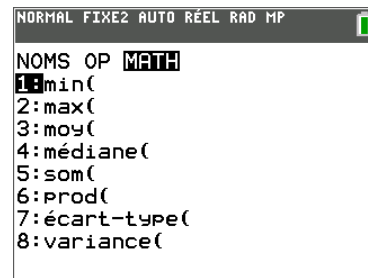 NORMAL FIXE2 AUTO RÉEL RAD MP
NOMS OP MATH
1:min(
2:max(
3:moy(
4:médiane(
5:som(
6:prod(
7:écart-type(
8:variance(